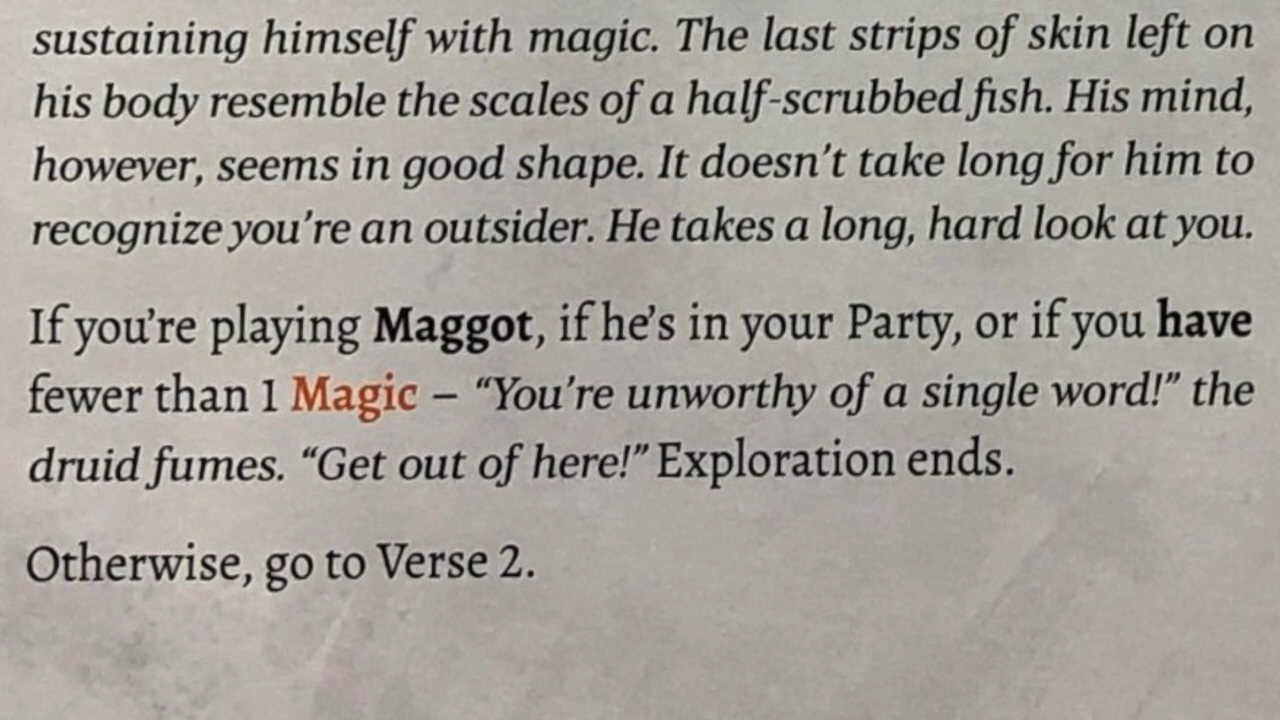 sustaining himself with magic. The last strips of skin left on
his body resemble the scales of a half-scrubbed fish. His mind,
however, seems in good shape. It doesn’t take long for him to
recognize you’re an outsider. He takes a long, hard look at you.
If you’re playing Maggot, if he’s in your Party, or if you have
fewer than 1 Magic – “You’re unworthy of a single word!” the
druid fumes. “Get out of here!” Exploration ends.
Otherwise, go to Verse 2.